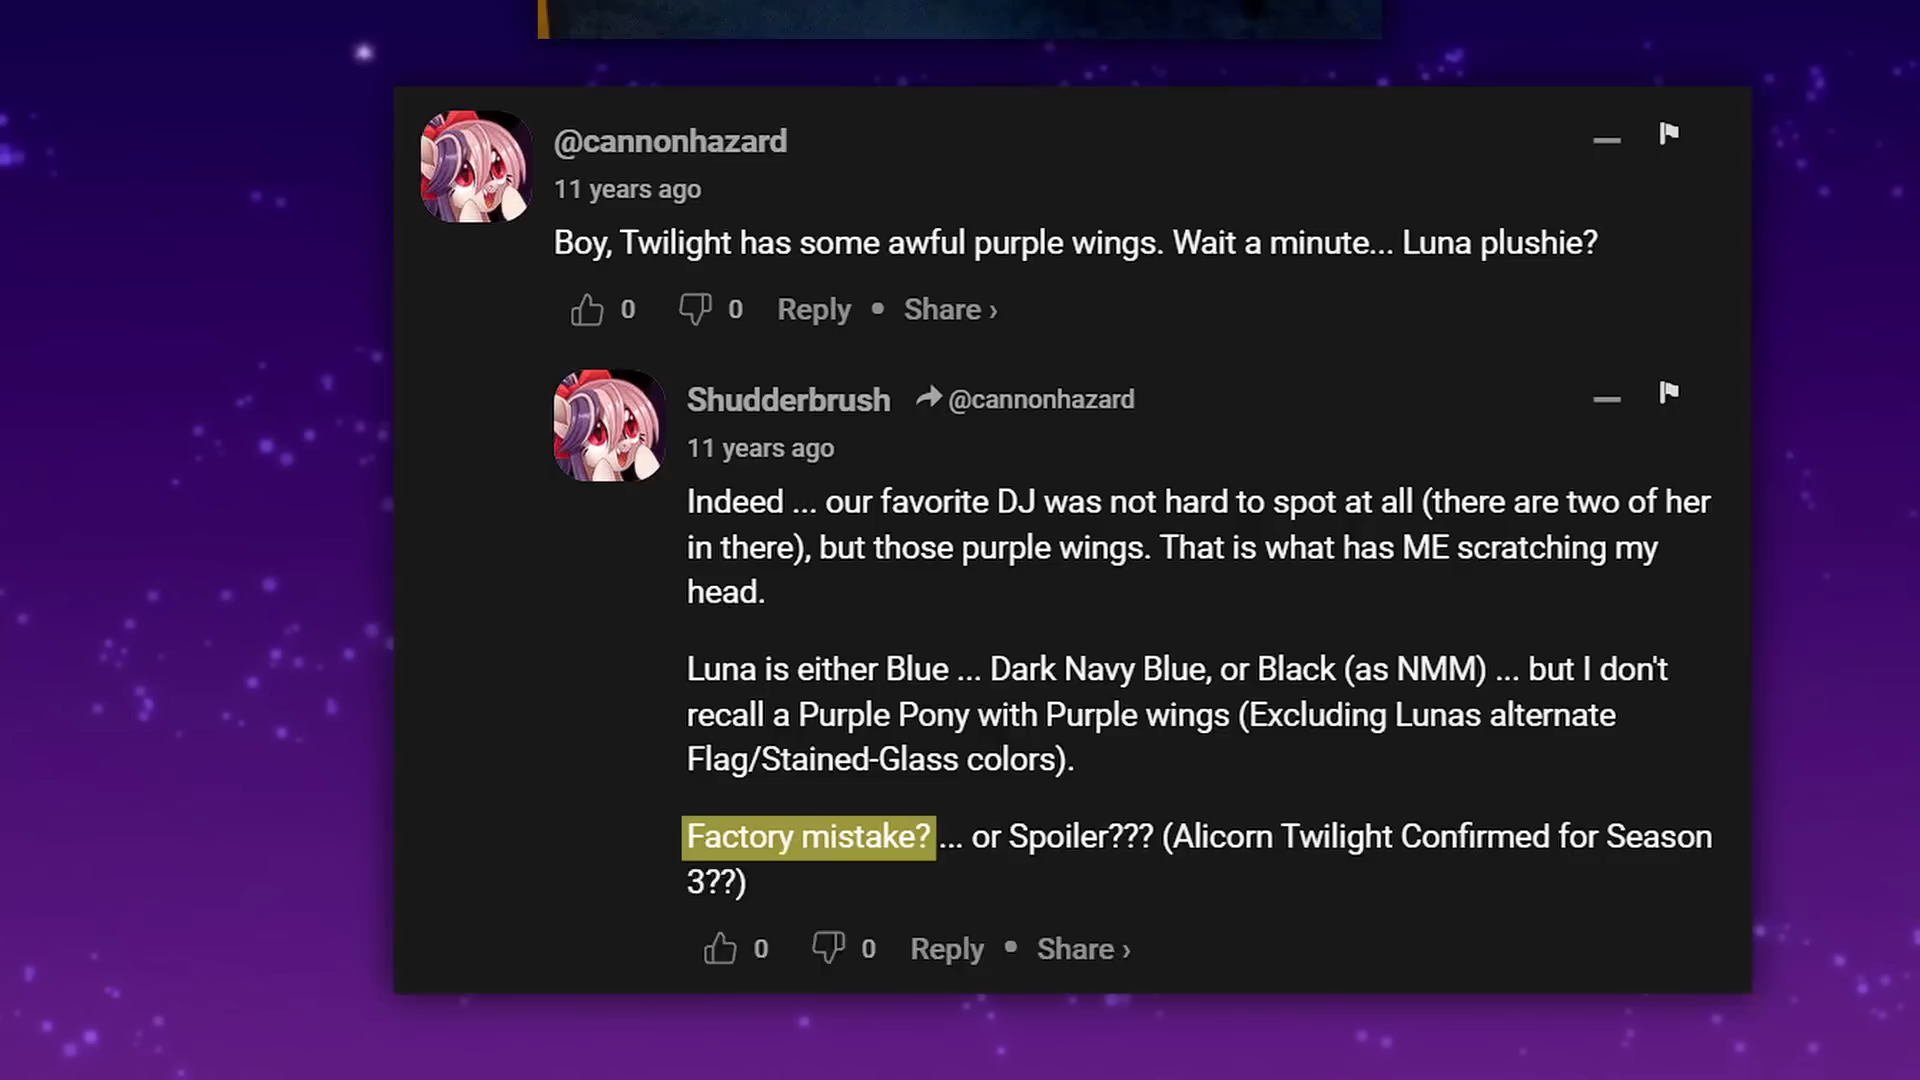 @cannonhazard
11 years ago
Boy, Twilight has some awful purple wings. Wait a minute... Luna plushie?
0 0 Reply • Share ›
Shudderbrush @cannonhazard
11 years ago
Indeed ... our favorite DJ was not hard to spot at all (there are two of her
in there), but those purple wings. That is what has ME scratching my
head.
Luna is either Blue ... Dark Navy Blue, or Black (as NMM) ... but I don't
recall a Purple Pony with Purple wings (Excluding Lunas alternate
Flag/Stained-Glass colors).
Factory mistake? ... or Spoiler??? (Alicorn Twilight Confirmed for Season
3??)
0 0 Reply • Share ›